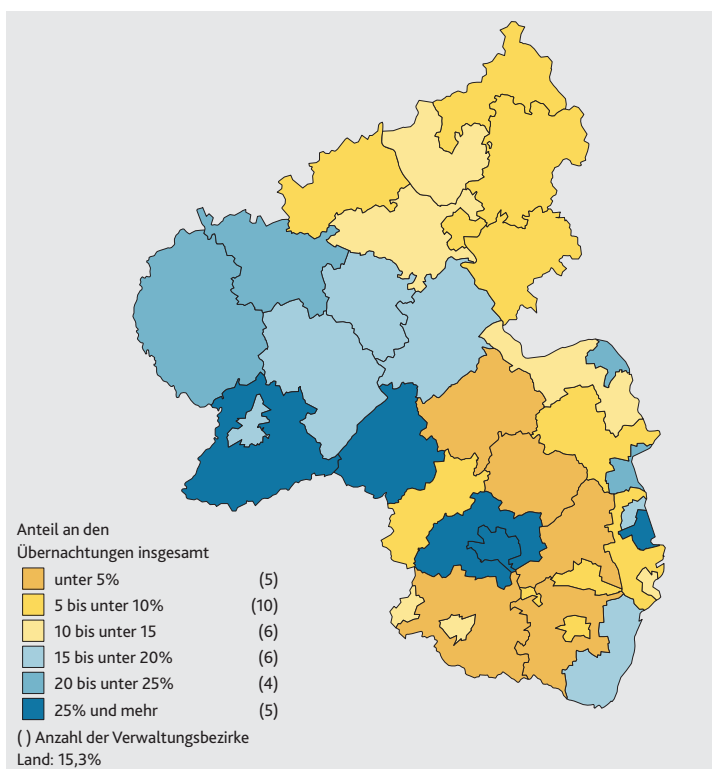 Anteil an den
Übernachtungen insgesamt
unter 5% (5)
5 bis unter 10% (10)
10 bis unter 15 (6)
15 bis unter 20% (6)
20 bis unter 25% (4)
25% und mehr (5)
( ) Anzahl der Verwaltungsbezirke
Land: 15,3%